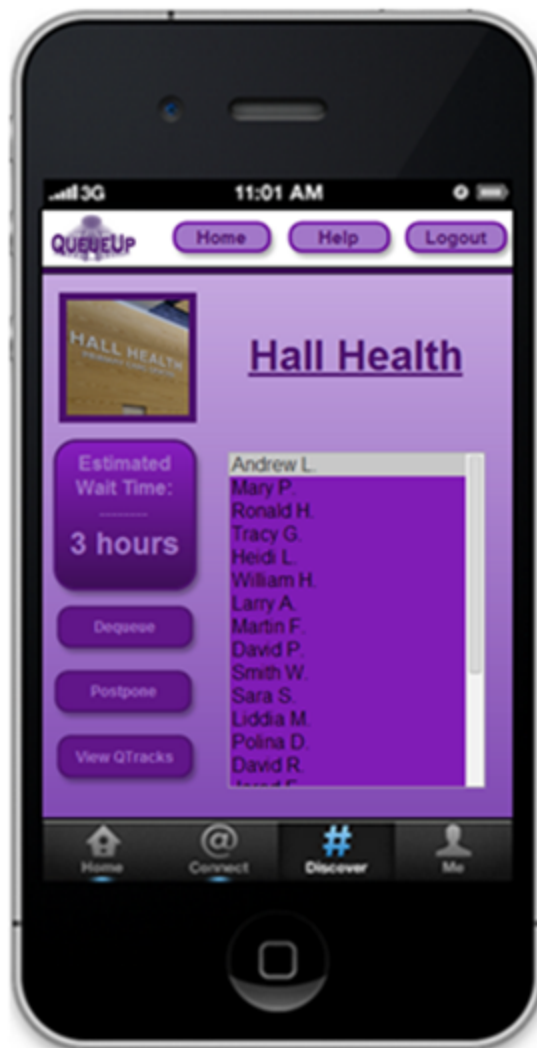 3G 11:01 AM
QUEUEUP Home Help Logout
HALL HEALTH
Hall Health
Estimated
Wait Time:
--------
3 hours
Dequeue
Postpone
View QTracks
Andrew L.
Mary P.
Ronald H.
Tracy G.
Heidi L.
William H.
Larry A.
Martin F.
David P.
Smith W.
Sara S.
Liddia M.
Polina D.
David R.
Home Connect Discover Me